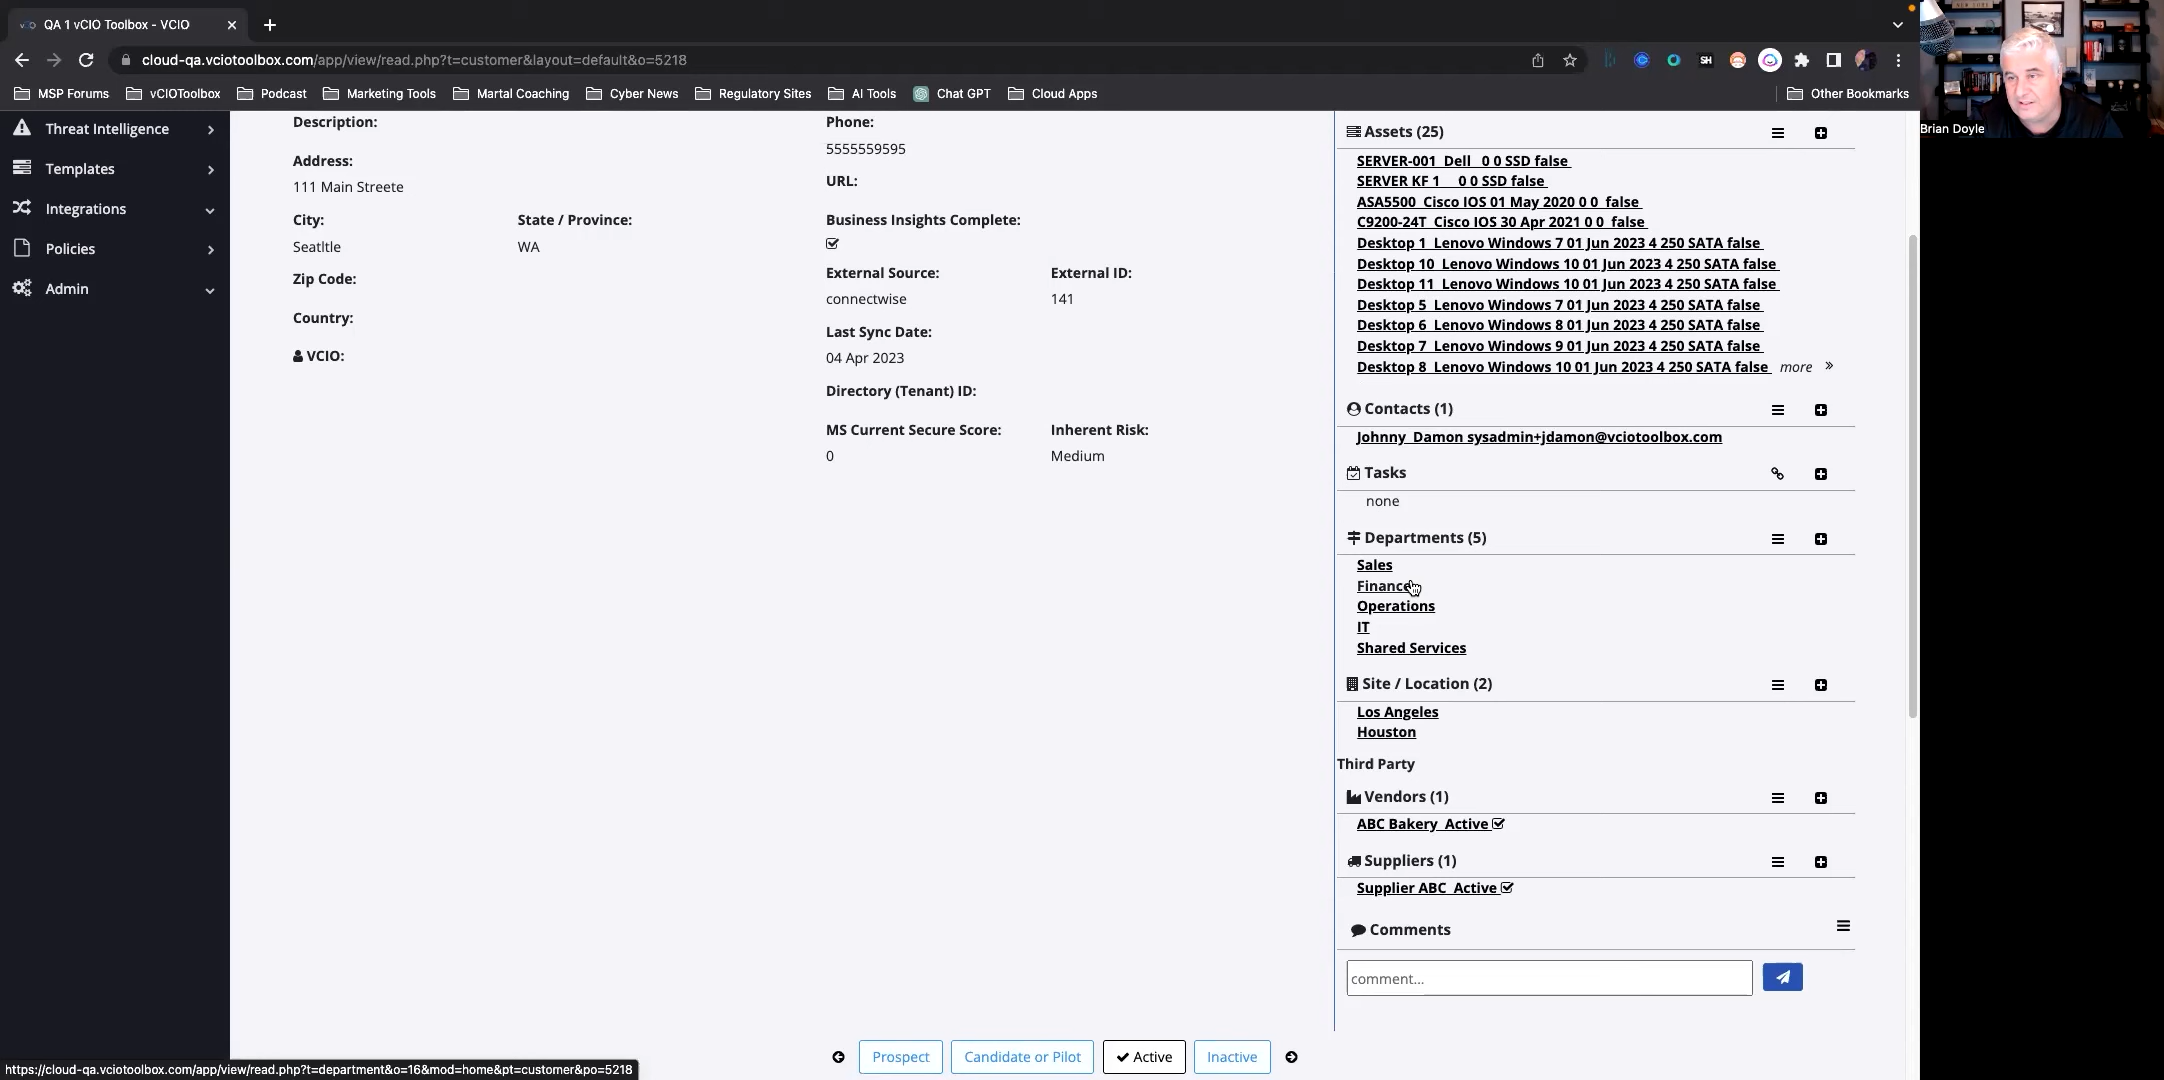 QA 1 vCIO Toolbox - VCIO
cloud-qa.vciotoolbox.com/app/view/read.php?t=customer&layout=default&o=5218
SH
MSP Forums
vCIOToolbox
Podcast
Marketing Tools
Martal Coaching
Cyber News
Regulatory Sites
AI Tools
Chat GPT
Cloud Apps
Other Bookmarks
Brian Doyle
Threat Intelligence
Templates
Integrations
Policies
Admin
Description:
Address:
111 Main Streete
City:
State / Province:
Seatltle
WA
Zip Code:
Country:
VCIO:
Phone:
5555559595
URL:
Business Insights Complete:
External Source:
External ID:
connectwise
141
Last Sync Date:
04 Apr 2023
Directory (Tenant) ID:
MS Current Secure Score:
Inherent Risk:
0
Medium
Assets (25)
SERVER-001 Dell 0 0 SSD false
SERVER KF 1 0 0 SSD false
ASA5500 Cisco IOS 01 May 2020 0 0 false
C9200-24T Cisco IOS 30 Apr 2021 0 0 false
Desktop 1 Lenovo Windows 7 01 Jun 2023 4 250 SATA false
Desktop 10 Lenovo Windows 10 01 Jun 2023 4 250 SATA false
Desktop 11 Lenovo Windows 10 01 Jun 2023 4 250 SATA false
Desktop 5 Lenovo Windows 7 01 Jun 2023 4 250 SATA false
Desktop 6 Lenovo Windows 8 01 Jun 2023 4 250 SATA false
Desktop 7 Lenovo Windows 9 01 Jun 2023 4 250 SATA false
Desktop 8 Lenovo Windows 10 01 Jun 2023 4 250 SATA false more »
Contacts (1)
Johnny Damon sysadmin+jdamon@vciotoolbox.com
Tasks
none
Departments (5)
Sales
Finance
Operations
IT
Shared Services
Site / Location (2)
Los Angeles
Houston
Third Party
Vendors (1)
ABC Bakery Active
Suppliers (1)
Supplier ABC Active
Comments
comment...
Prospect
Candidate or Pilot
Active
Inactive
https://cloud-qa.vciotoolbox.com/app/view/read.php?t=department&o=16&mod=home&pt=customer&po=5218